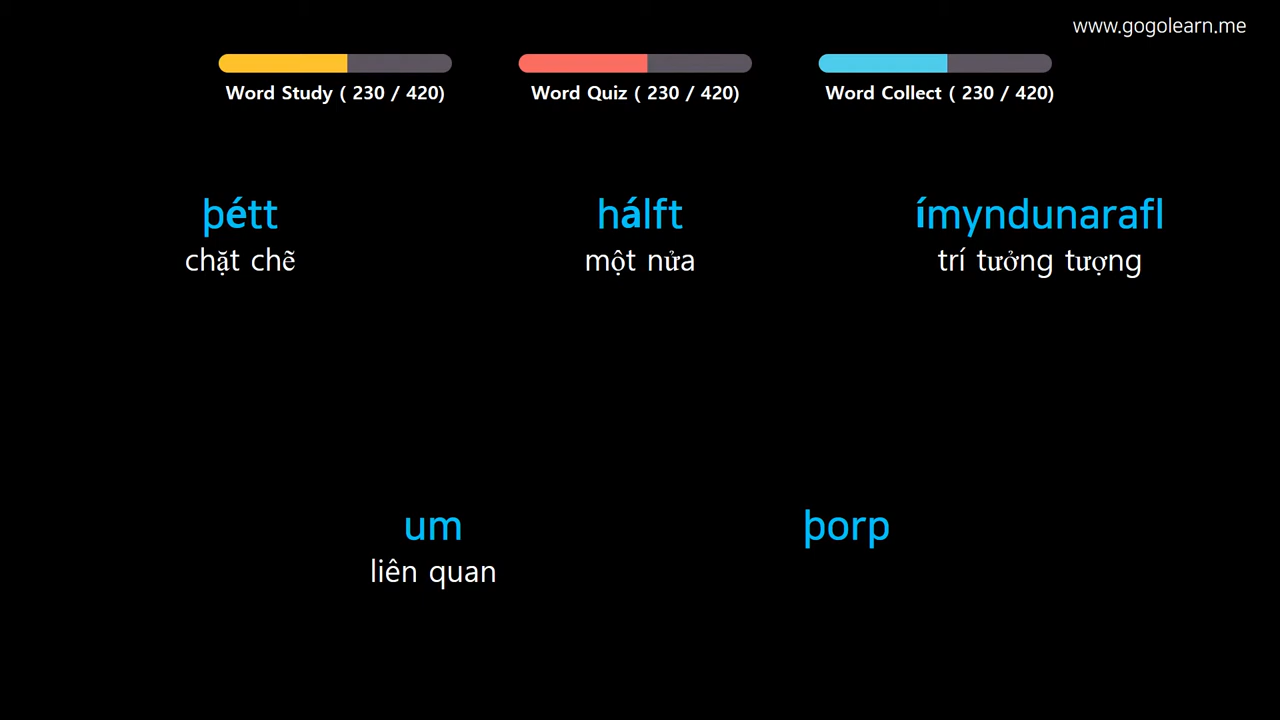 www.gogolearn.me
Word Study ( 230 / 420)
Word Quiz ( 230 / 420)
Word Collect ( 230 / 420)
þétt
chặt chẽ
hálft
một nửa
ímyndunarafl
trí tưởng tượng
um
liên quan
þorp